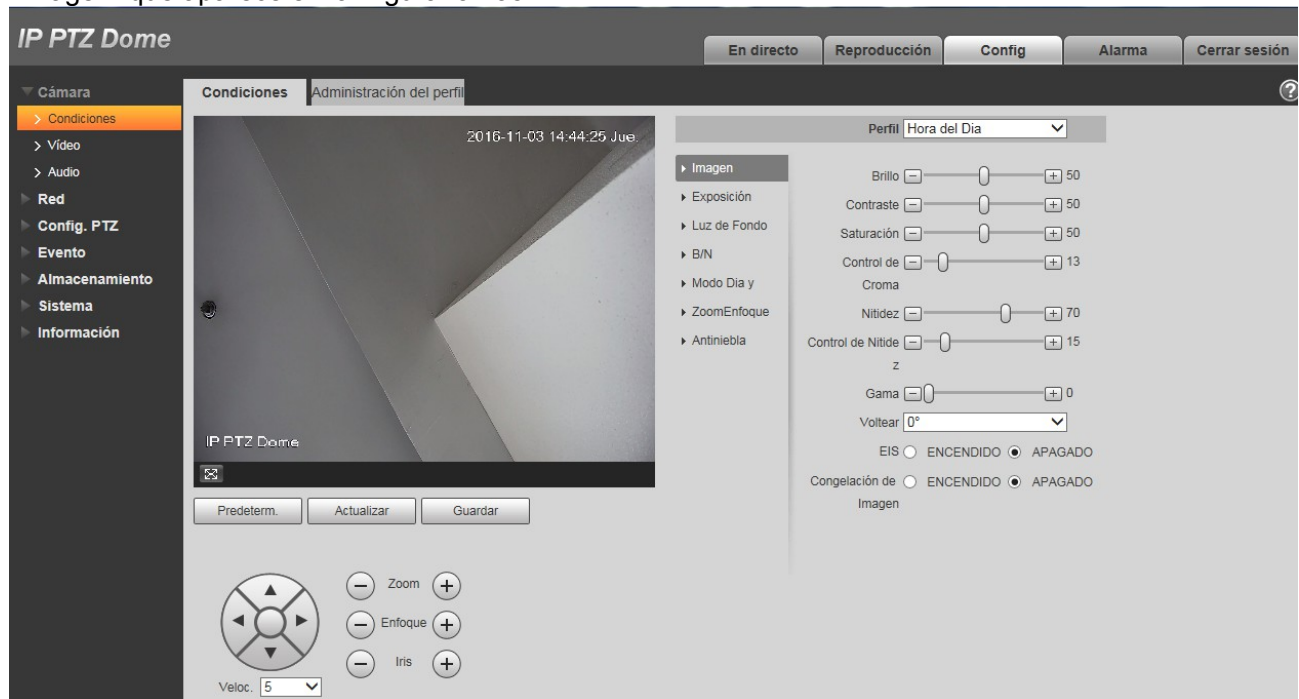 IP PTZ Dome
En directo
Reproducción
Config
Alarma
Cerrar sesión
Cámara
Condiciones
Vídeo
Audio
Red
Config. PTZ
Evento
Almacenamiento
Sistema
Información
Condiciones
Administración del perfil
?
2016-11-03 14:44:25 Jue.
IP PTZ Dome
Predeterm.
Actualizar
Guardar
Zoom
Enfoque
Iris
Veloc. 5
Perfil Hora del Dia
Imagen
Exposición
Luz de Fondo
B/N
Modo Dia y
ZoomEnfoque
Antiniebla
Brillo 50
Contraste 50
Saturación 50
Control de 13
Croma
Nitidez 70
Control de Nitide 15
z
Gama 0
Voltear 0°
EIS ENCENDIDO APAGADO
Congelación de ENCENDIDO APAGADO
Imagen